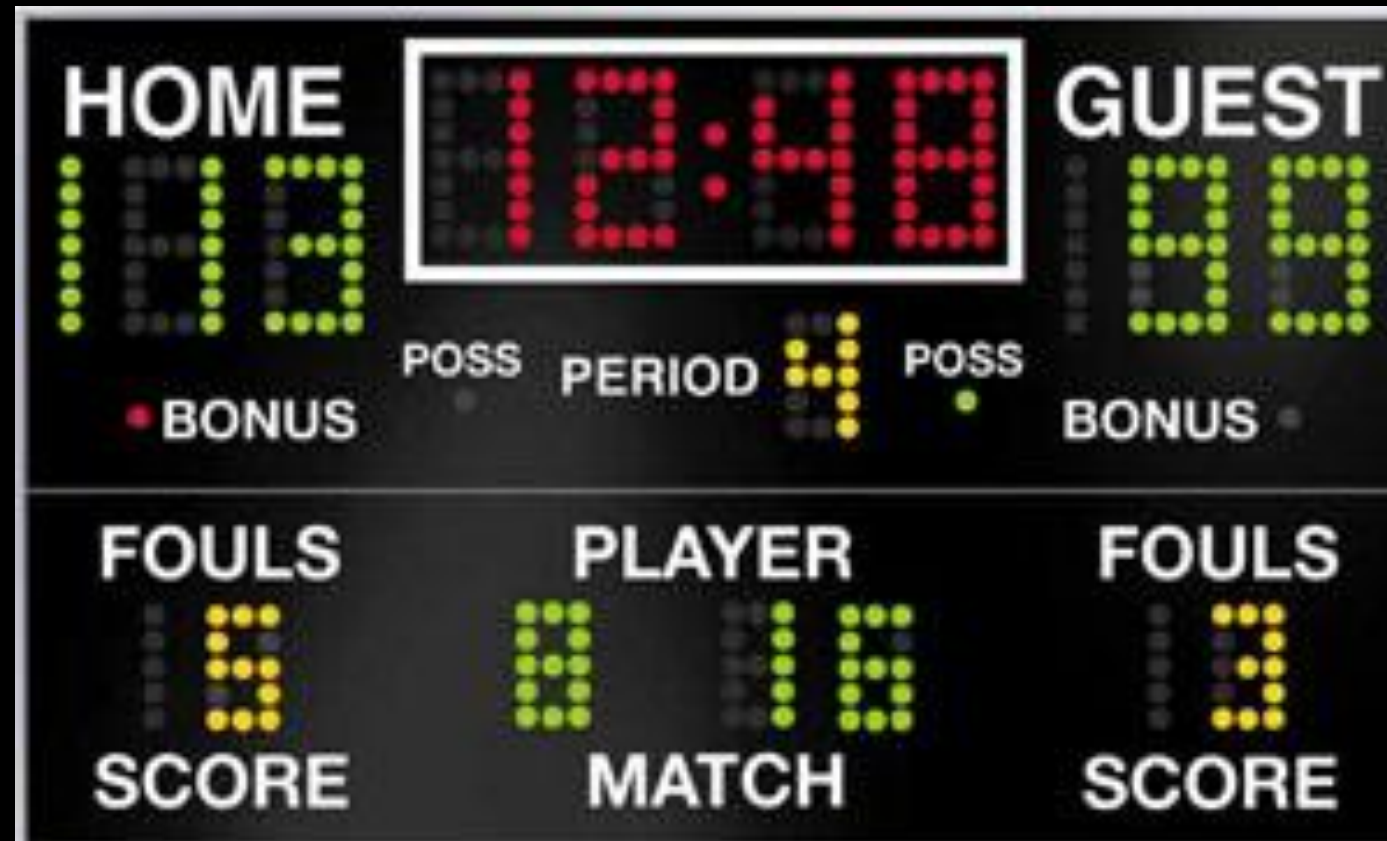 HOME 12:48 GUEST
113 99
POSS PERIOD 4 POSS
BONUS BONUS
FOULS PLAYER FOULS
5 8 16 3
SCORE MATCH SCORE